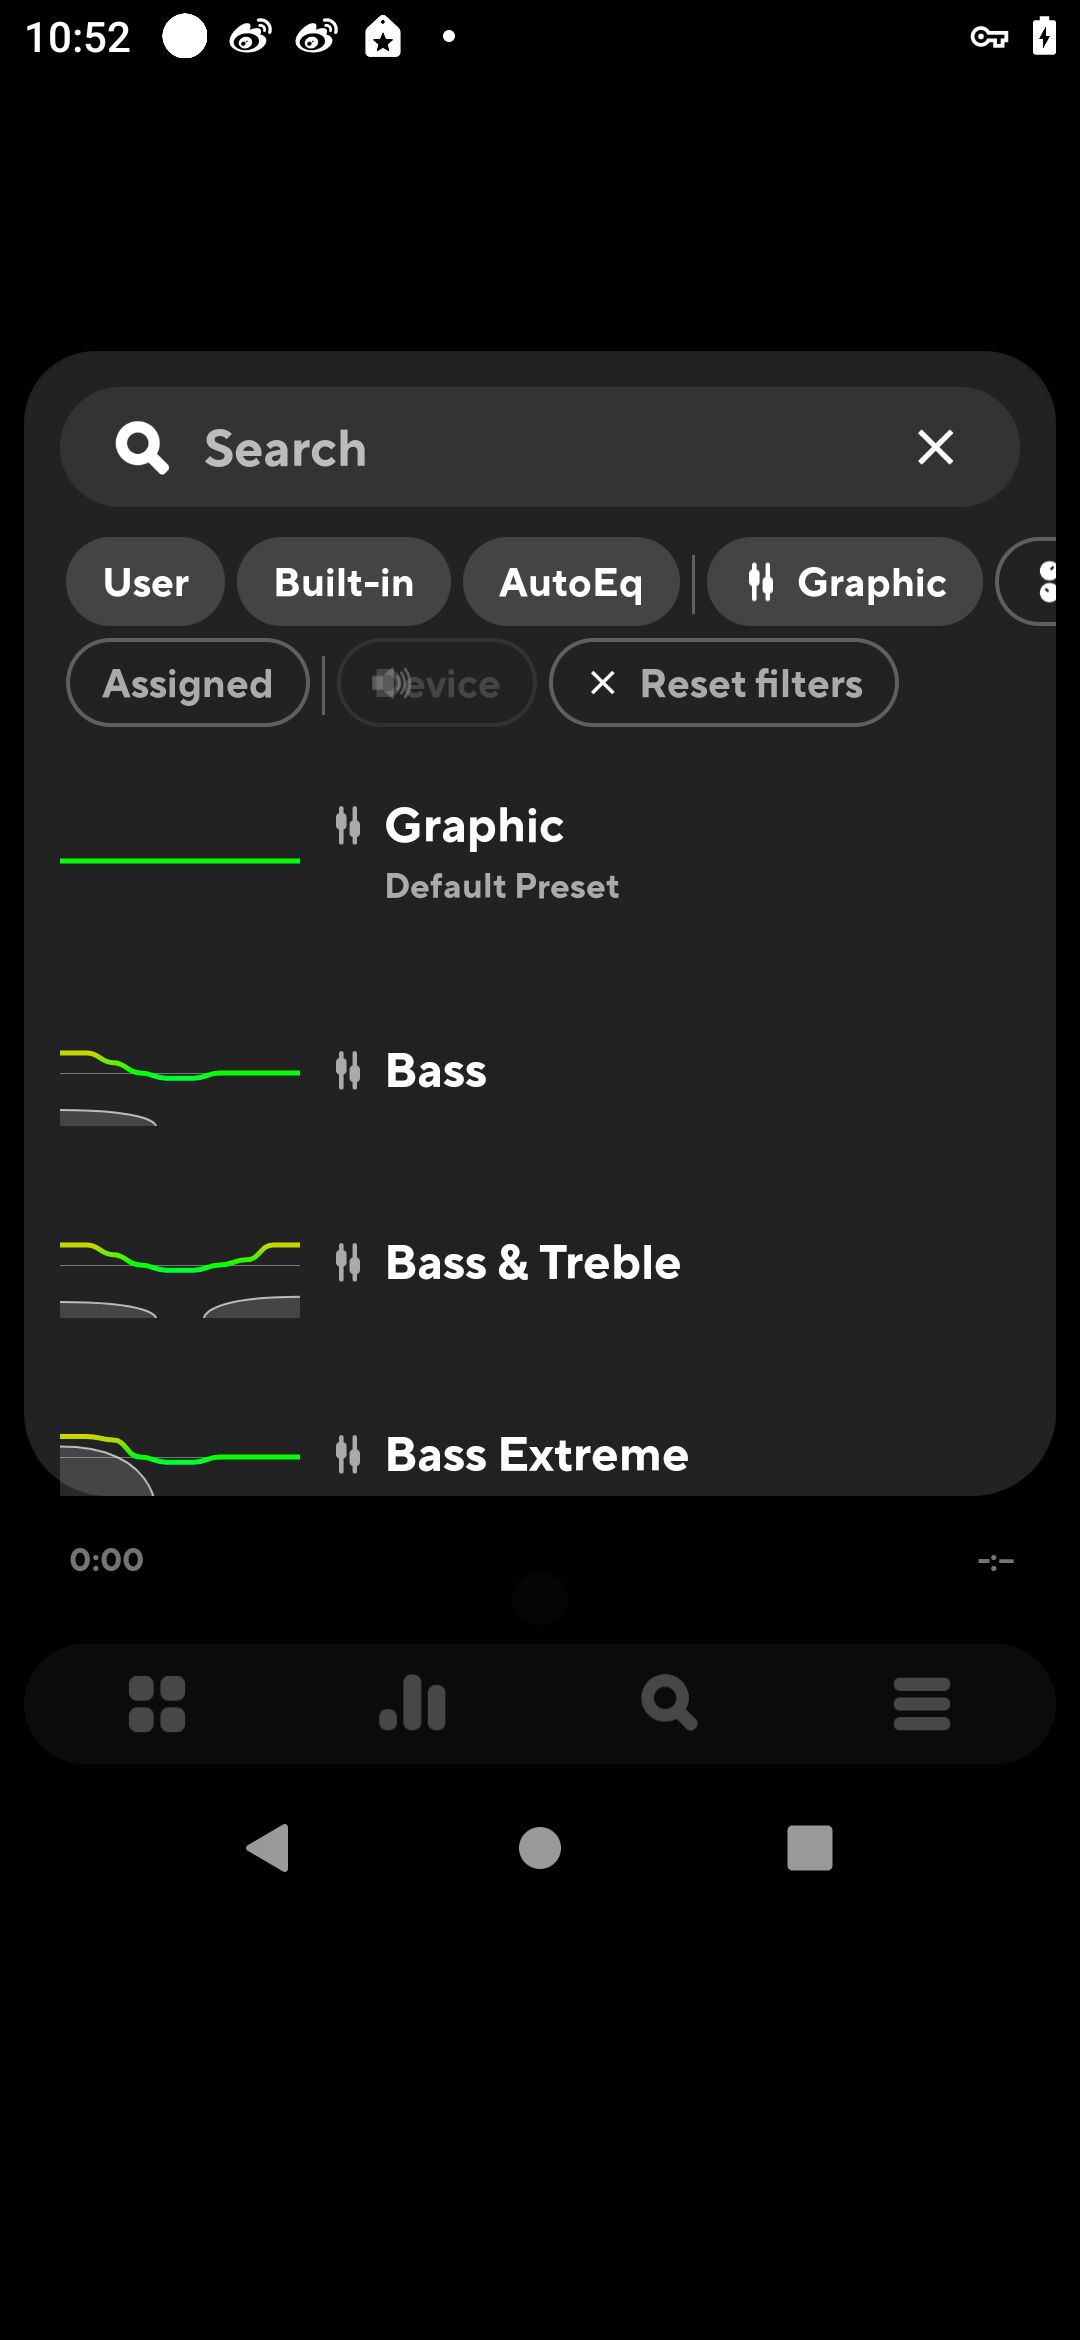 10:52
Search
User Built-in AutoEq Graphic
Assigned Device Reset filters
Graphic
Default Preset
Bass
Bass & Treble
Bass Extreme
0:00 -:-